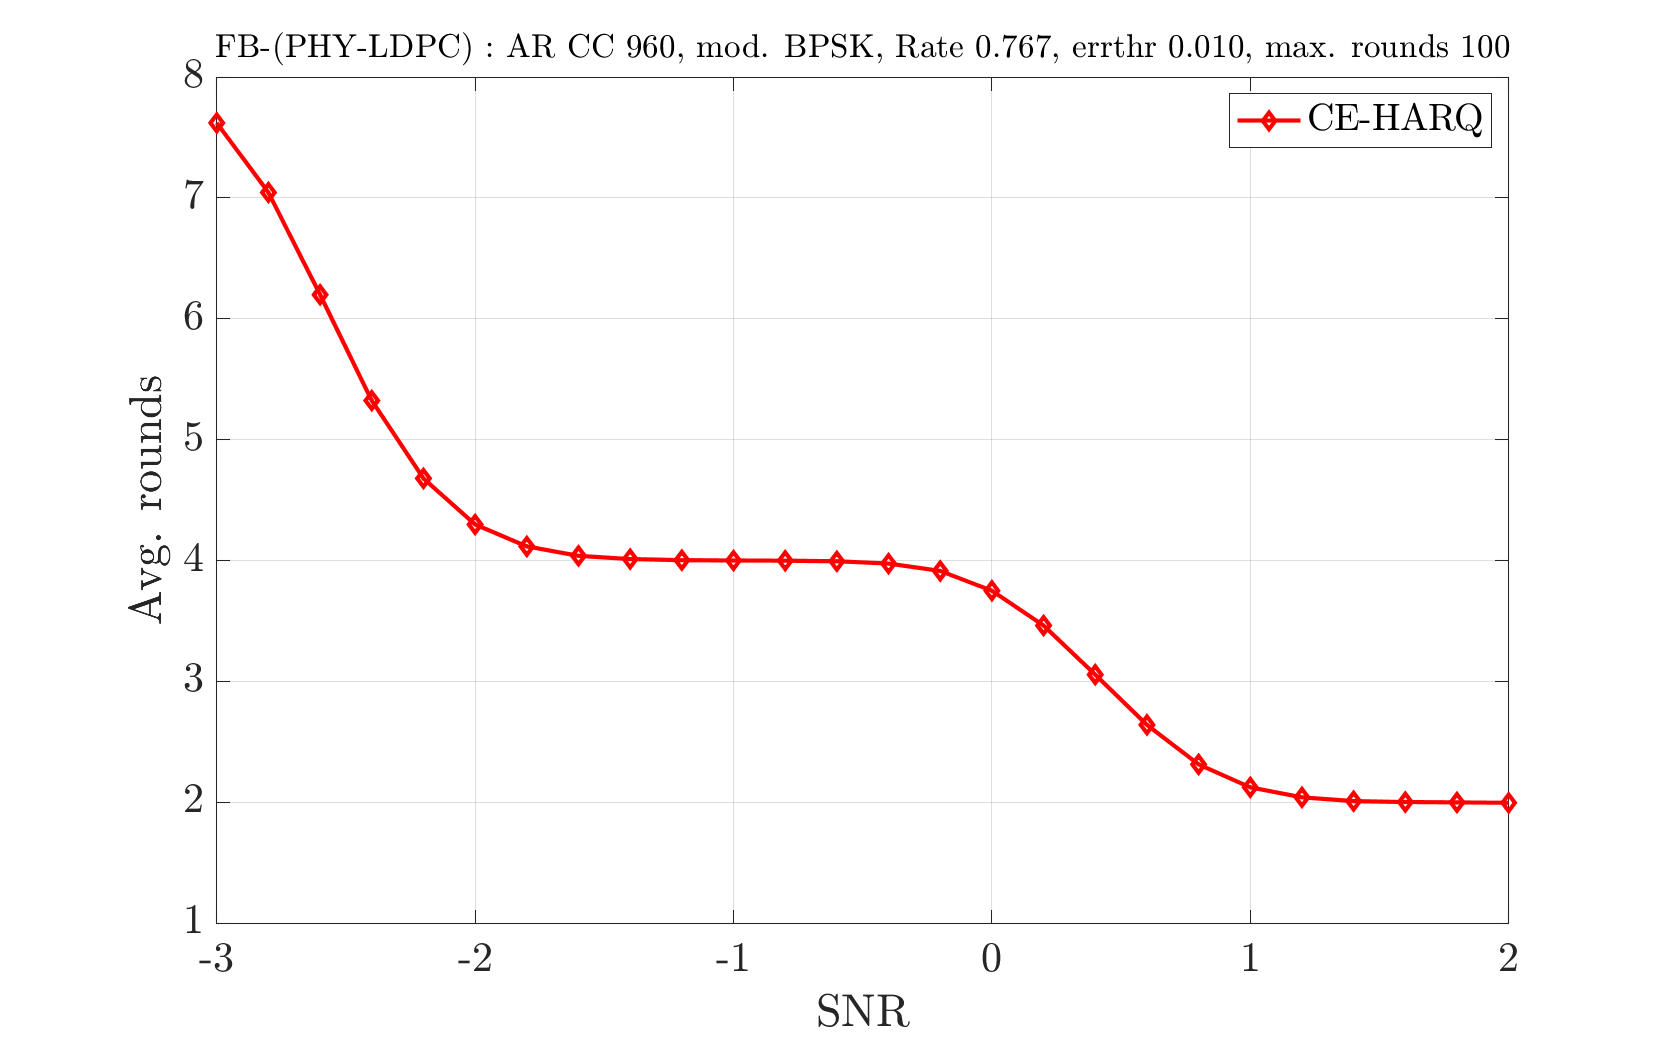 FB-(PHY-LDPC) : AR CC 960, mod. BPSK, Rate 0.767, errthr 0.010, max. rounds 100
CE-HARQ
8
7
6
5
4
3
2
1
Avg. rounds
-3 -2 -1 0 1 2
SNR